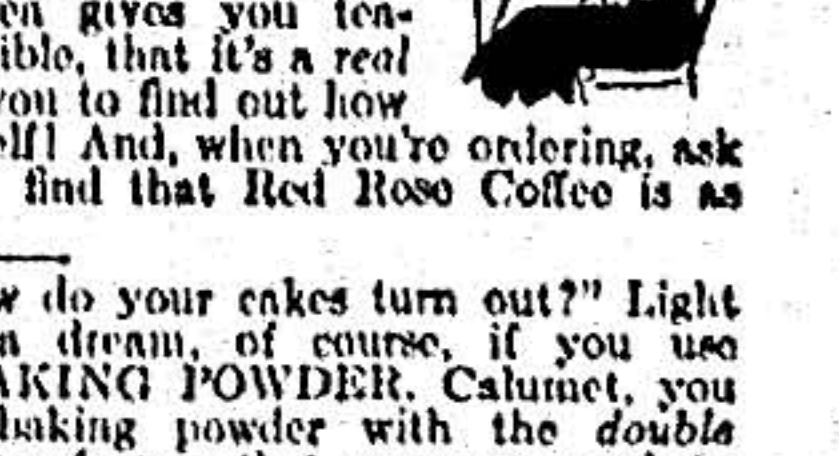 en gives you ten-
ible, that it's a real
you to find out how
elf! And, when you're ordering, ask
find that Red Rose Coffee is as
w do your cakes turn out?" Light
a dream, of course, if you use
AKING POWDER. Calumet, you
baking powder with the double